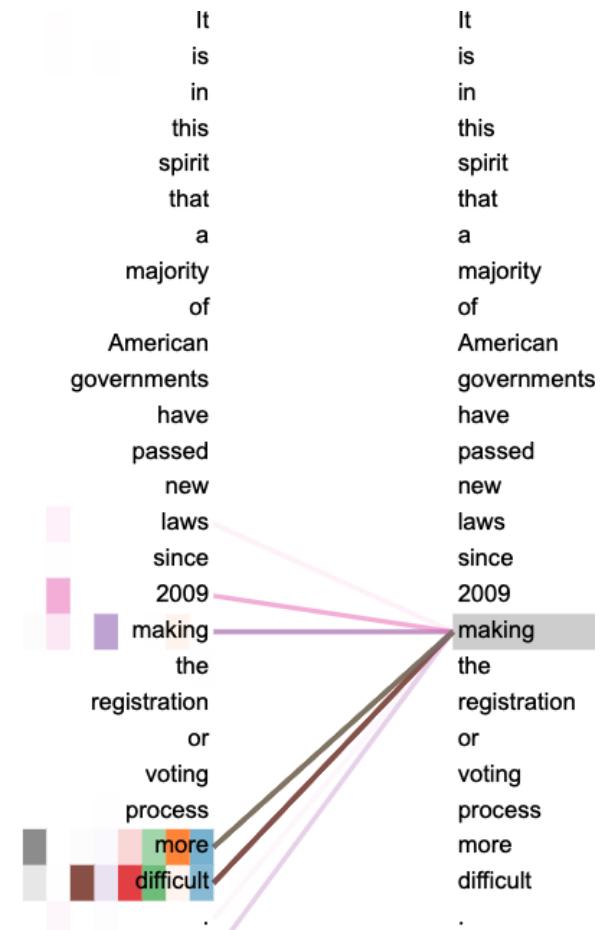 It It
is is
in in
this this
spirit spirit
that that
a a
majority majority
of of
American American
governments governments
have have
passed passed
new new
laws laws
since since
2009 2009
making making
the the
registration registration
or or
voting voting
process process
more more
difficult difficult
. .